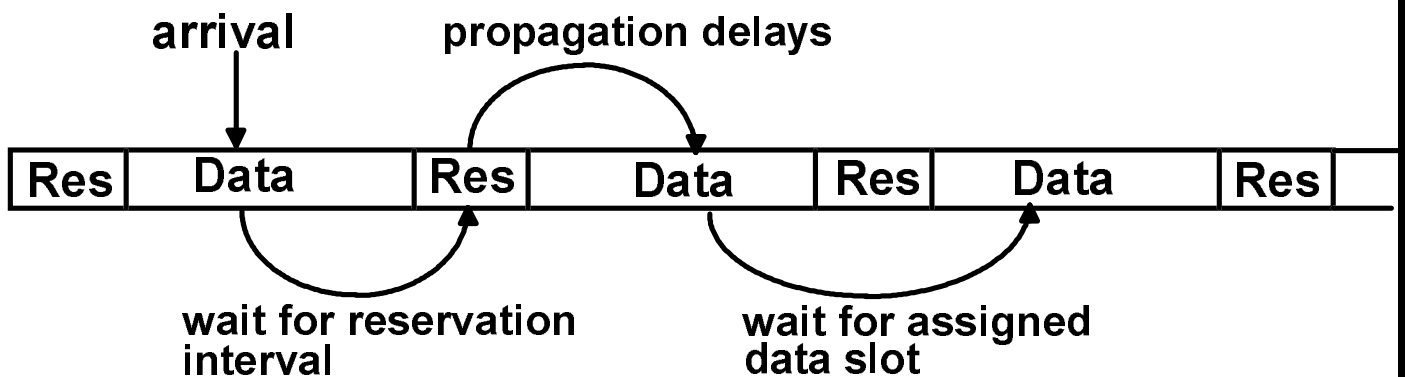 arrival propagation delays
Res Data Res Data Res Data Res
wait for reservation wait for assigned
interval data slot